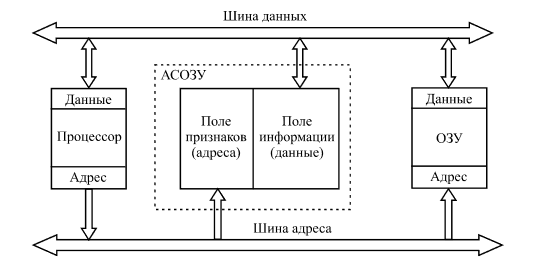 Шина данных
АСОЗУ
Данные
Процессор
Адрес
Поле
признаков
(адреса)
Поле
информации
(данные)
Данные
ОЗУ
Адрес
Шина адреса